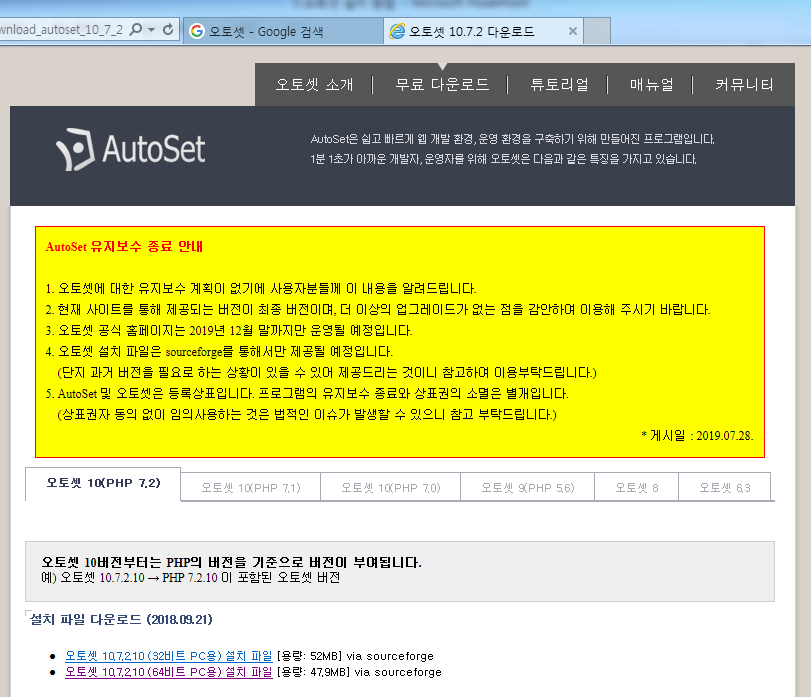 wnload_autoset_10_7_2
오토셋 - Google 검색
오토셋 10.7.2 다운로드
오토셋 소개
무료 다운로드
튜토리얼
매뉴얼
커뮤니티
AutoSet
AutoSet은 쉽고 빠르게 웹 개발 환경, 운영 환경을 구축하기 위해 만들어진 프로그램입니다.
1분 1초가 아까운 개발자, 운영자를 위해 오토셋은 다음과 같은 특징을 가지고 있습니다.
AutoSet 유지보수 종료 안내
1. 오토셋에 대한 유지보수 계획이 없기에 사용자분들께 이 내용을 알려드립니다.
2. 현재 사이트를 통해 제공되는 버전이 최종 버전이며, 더 이상의 업그레이드가 없는 점을 감안하여 이용해 주시기 바랍니다.
3. 오토셋 공식 홈페이지는 2019년 12월 말까지만 운영될 예정입니다.
4. 오토셋 설치 파일은 sourceforge를 통해서만 제공될 예정입니다.
(단지 과거 버전을 필요로 하는 상황이 있을 수 있어 제공드리는 것이니 참고하여 이용부탁드립니다.)
5. AutoSet 및 오토셋은 등록상표입니다. 프로그램의 유지보수 종료와 상표권의 소멸은 별개입니다.
(상표권자 동의 없이 임의사용하는 것은 법적인 이슈가 발생할 수 있으니 참고 부탁드립니다.)
* 게시일 : 2019.07.28.
오토셋 10(PHP 7.2)
오토셋 10(PHP 7.1)
오토셋 10(PHP 7.0)
오토셋 9(PHP 5.6)
오토셋 8
오토셋 6.3
오토셋 10버전부터는 PHP의 버전을 기준으로 버전이 부여됩니다.
예) 오토셋 10.7.2.10 → PHP 7.2.10 이 포함된 오토셋 버전
설치 파일 다운로드 (2018.09.21)
오토셋 10.7.2.10 (32비트 PC용) 설치 파일 [용량: 52MB] via sourceforge
오토셋 10.7.2.10 (64비트 PC용) 설치 파일 [용량: 47.9MB] via sourceforge